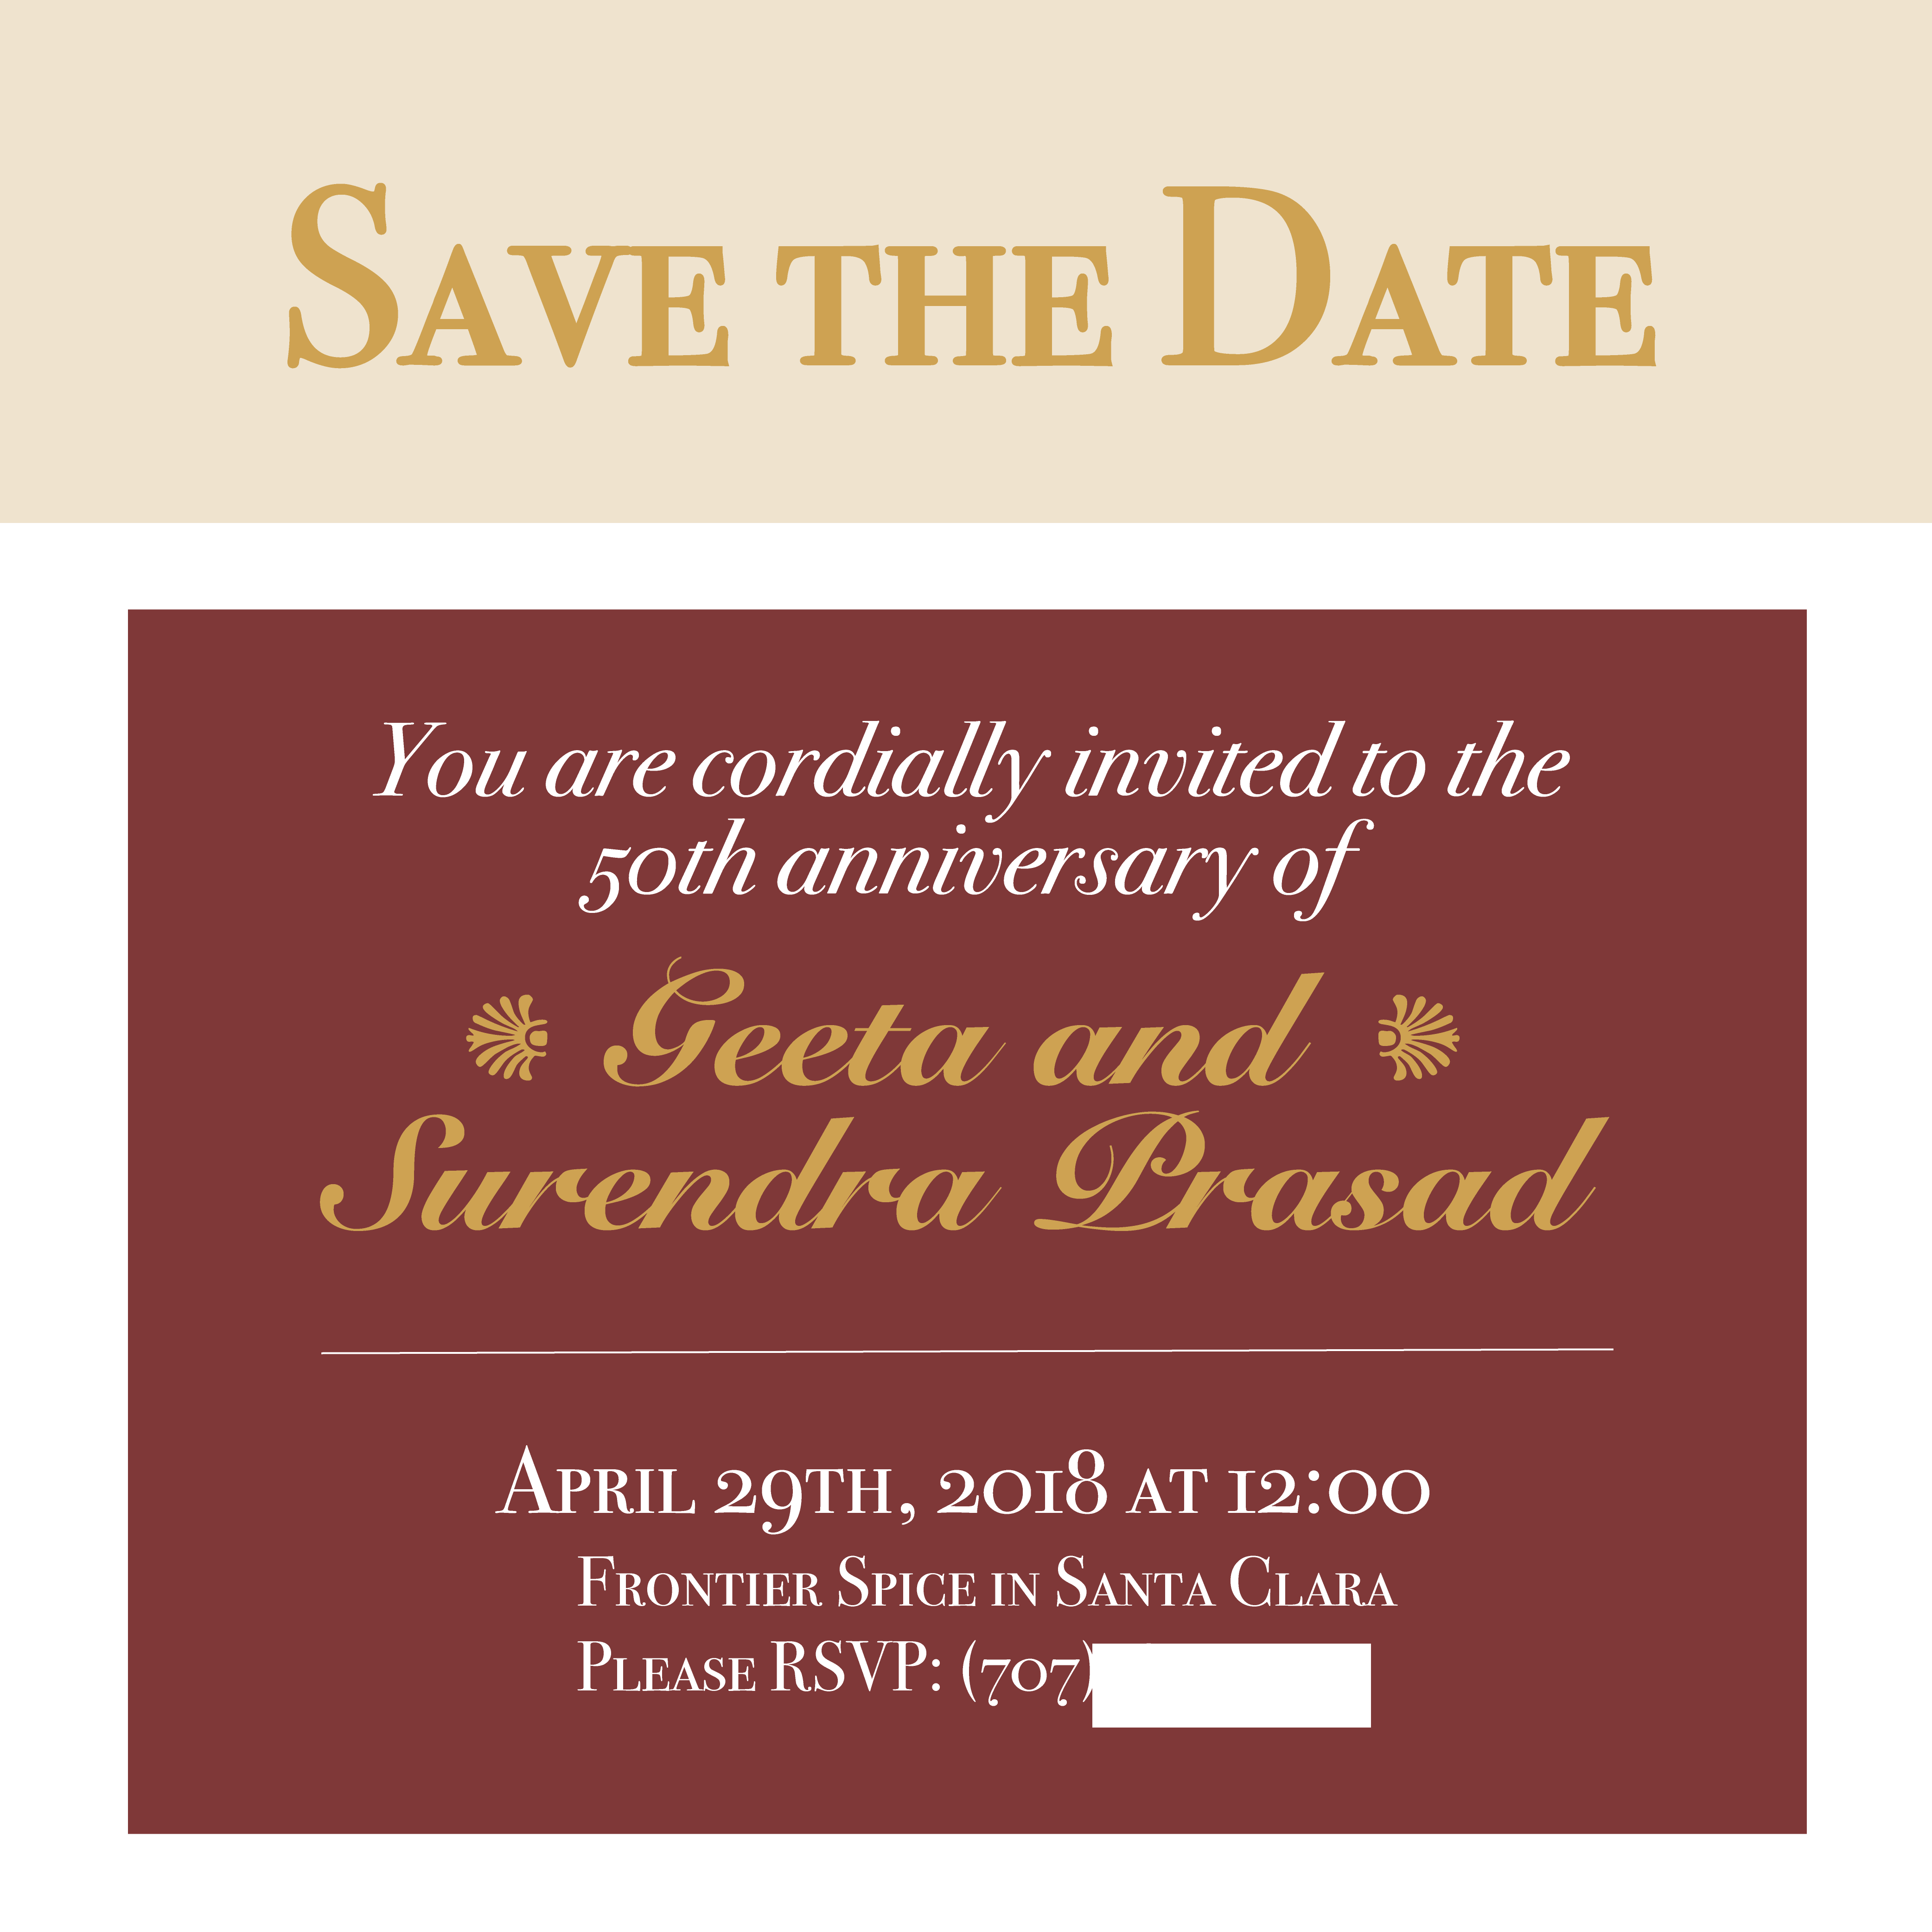 Save the Date
You are cordially invited to the
50th anniversary of
Geeta and
Surendra Prasad
April 29th, 2018 at 12:00
Frontier Spice in Santa Clara
Please RSVP: (707)